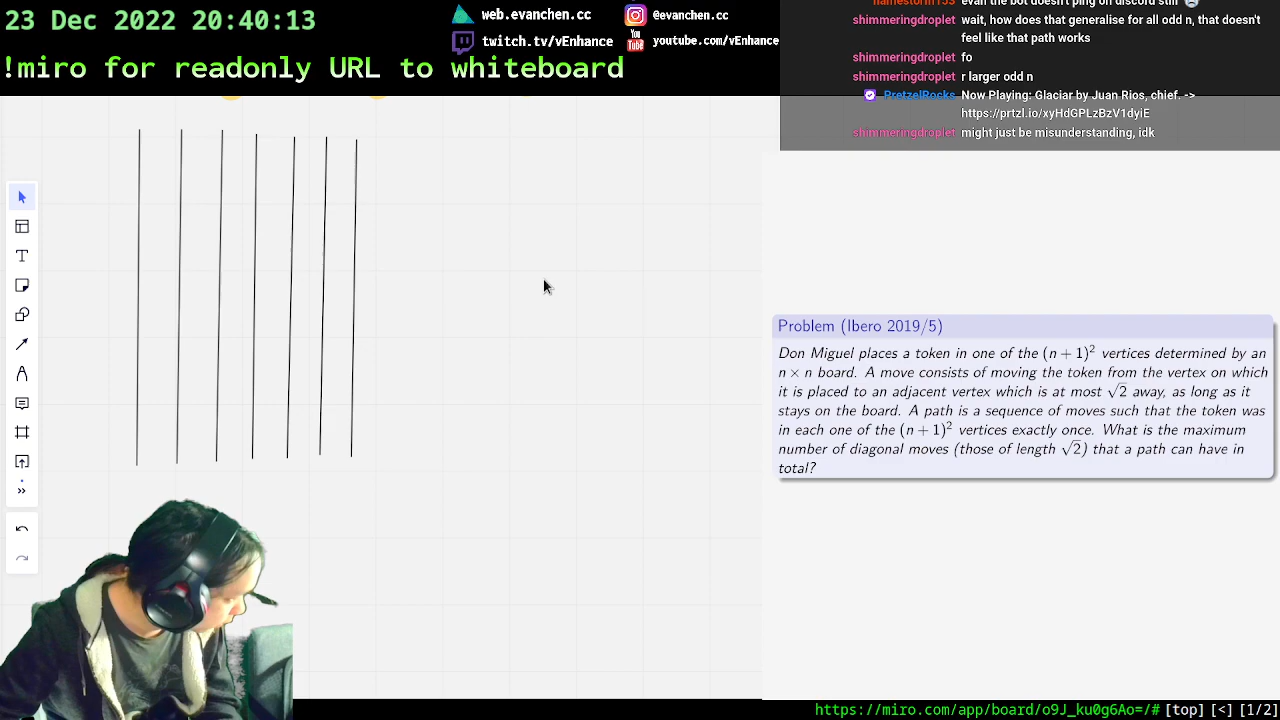 23 Dec 2022 20:40:13
!miro for readonly URL to whiteboard
web.evanchen.cc
@evanchen.cc
twitch.tv/vEnhance
youtube.com/vEnhance
evan the bot doesn't ping on discord still
shimmeringdroplet wait, how does that generalise for all odd n, that doesn't
feel like that path works
shimmeringdroplet fo
shimmeringdroplet r larger odd n
PretzelRocks Now Playing: Glaciar by Juan Rios, chief. ->
https://prtzl.io/xyHdGPLzBzV1dyiE
shimmeringdroplet might just be misunderstanding, idk
Problem (Ibero 2019/5)
Don Miguel places a token in one of the (n + 1)² vertices determined by an
n × n board. A move consists of moving the token from the vertex on which
it is placed to an adjacent vertex which is at most √2 away, as long as it
stays on the board. A path is a sequence of moves such that the token was
in each one of the (n + 1)² vertices exactly once. What is the maximum
number of diagonal moves (those of length √2) that a path can have in
total?
https://miro.com/app/board/o9J_ku0g6Ao=/# [top] [<] [1/2]